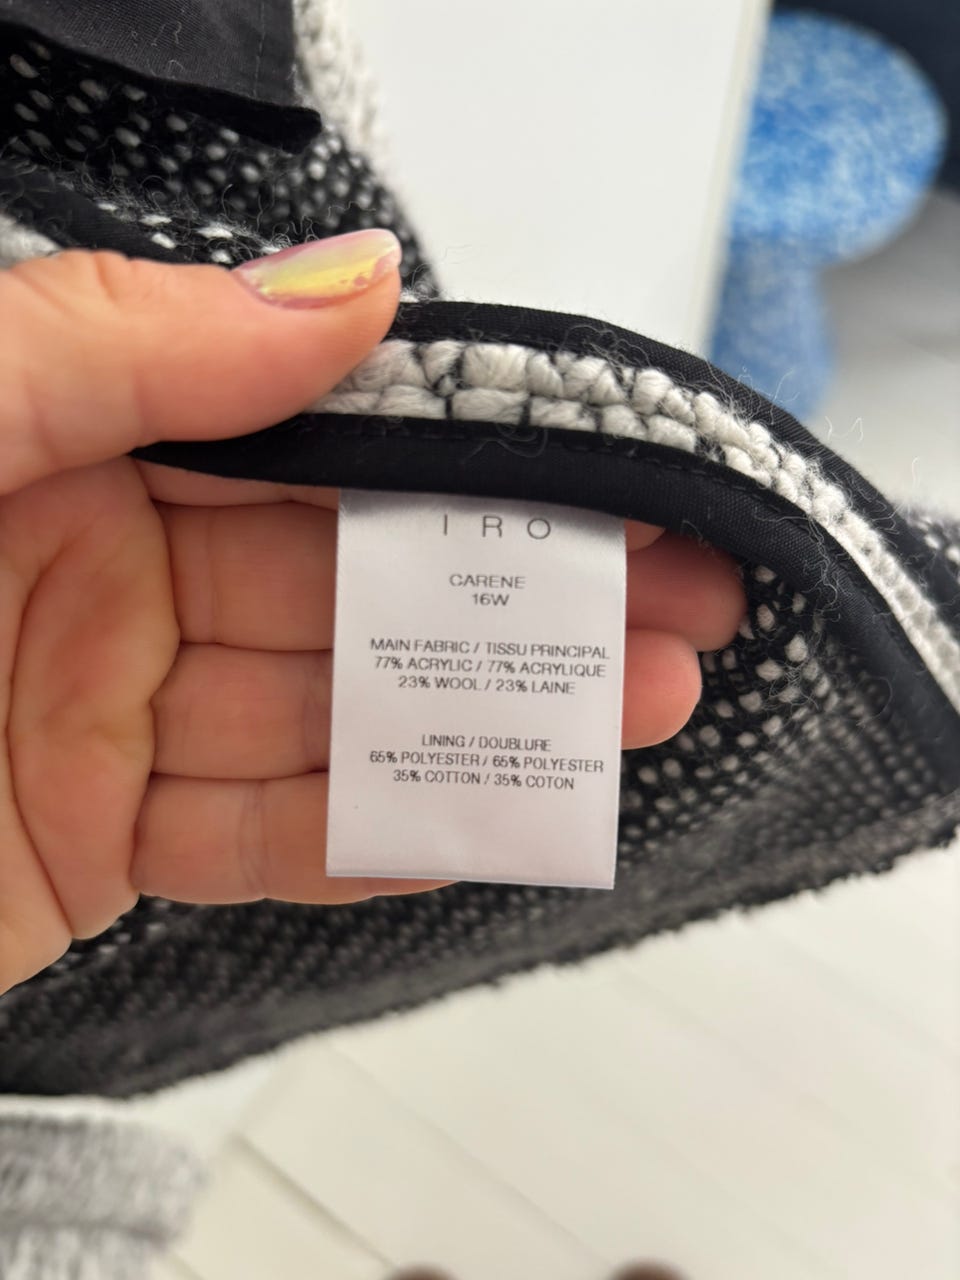 IRO
CARENE
16W
MAIN FABRIC / TISSU PRINCIPAL
77% ACRYLIC / 77% ACRYLIQUE
23% WOOL / 23% LAINE
LINING / DOUBLURE
65% POLYESTER / 65% POLYESTER
35% COTTON / 35% COTON